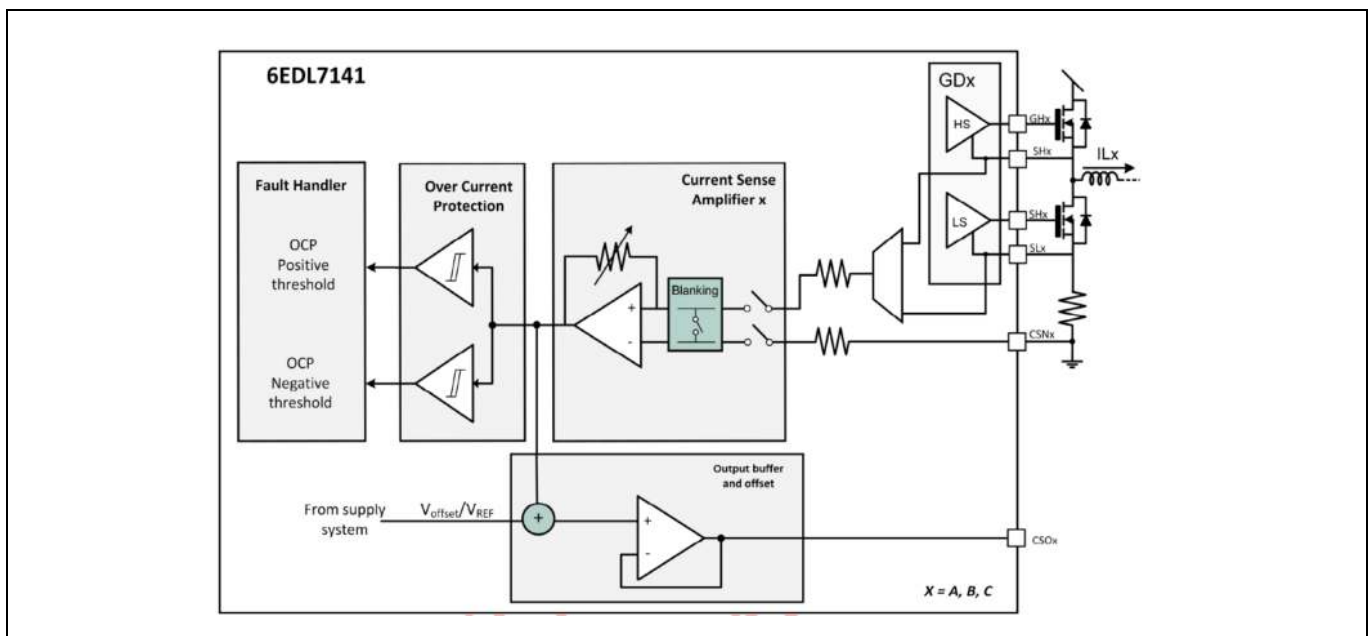 6EDL7141
GDx
HS
GHx
SHx
ILx
LS
SHx
SLx
CSNx
Fault Handler
OCP
Positive
threshold
OCP
Negative
threshold
Over Current
Protection
Current Sense
Amplifier x
+
-
Blanking
Output buffer
and offset
From supply
system
Voffset/VREF
+
+
-
CSOx
X = A, B, C